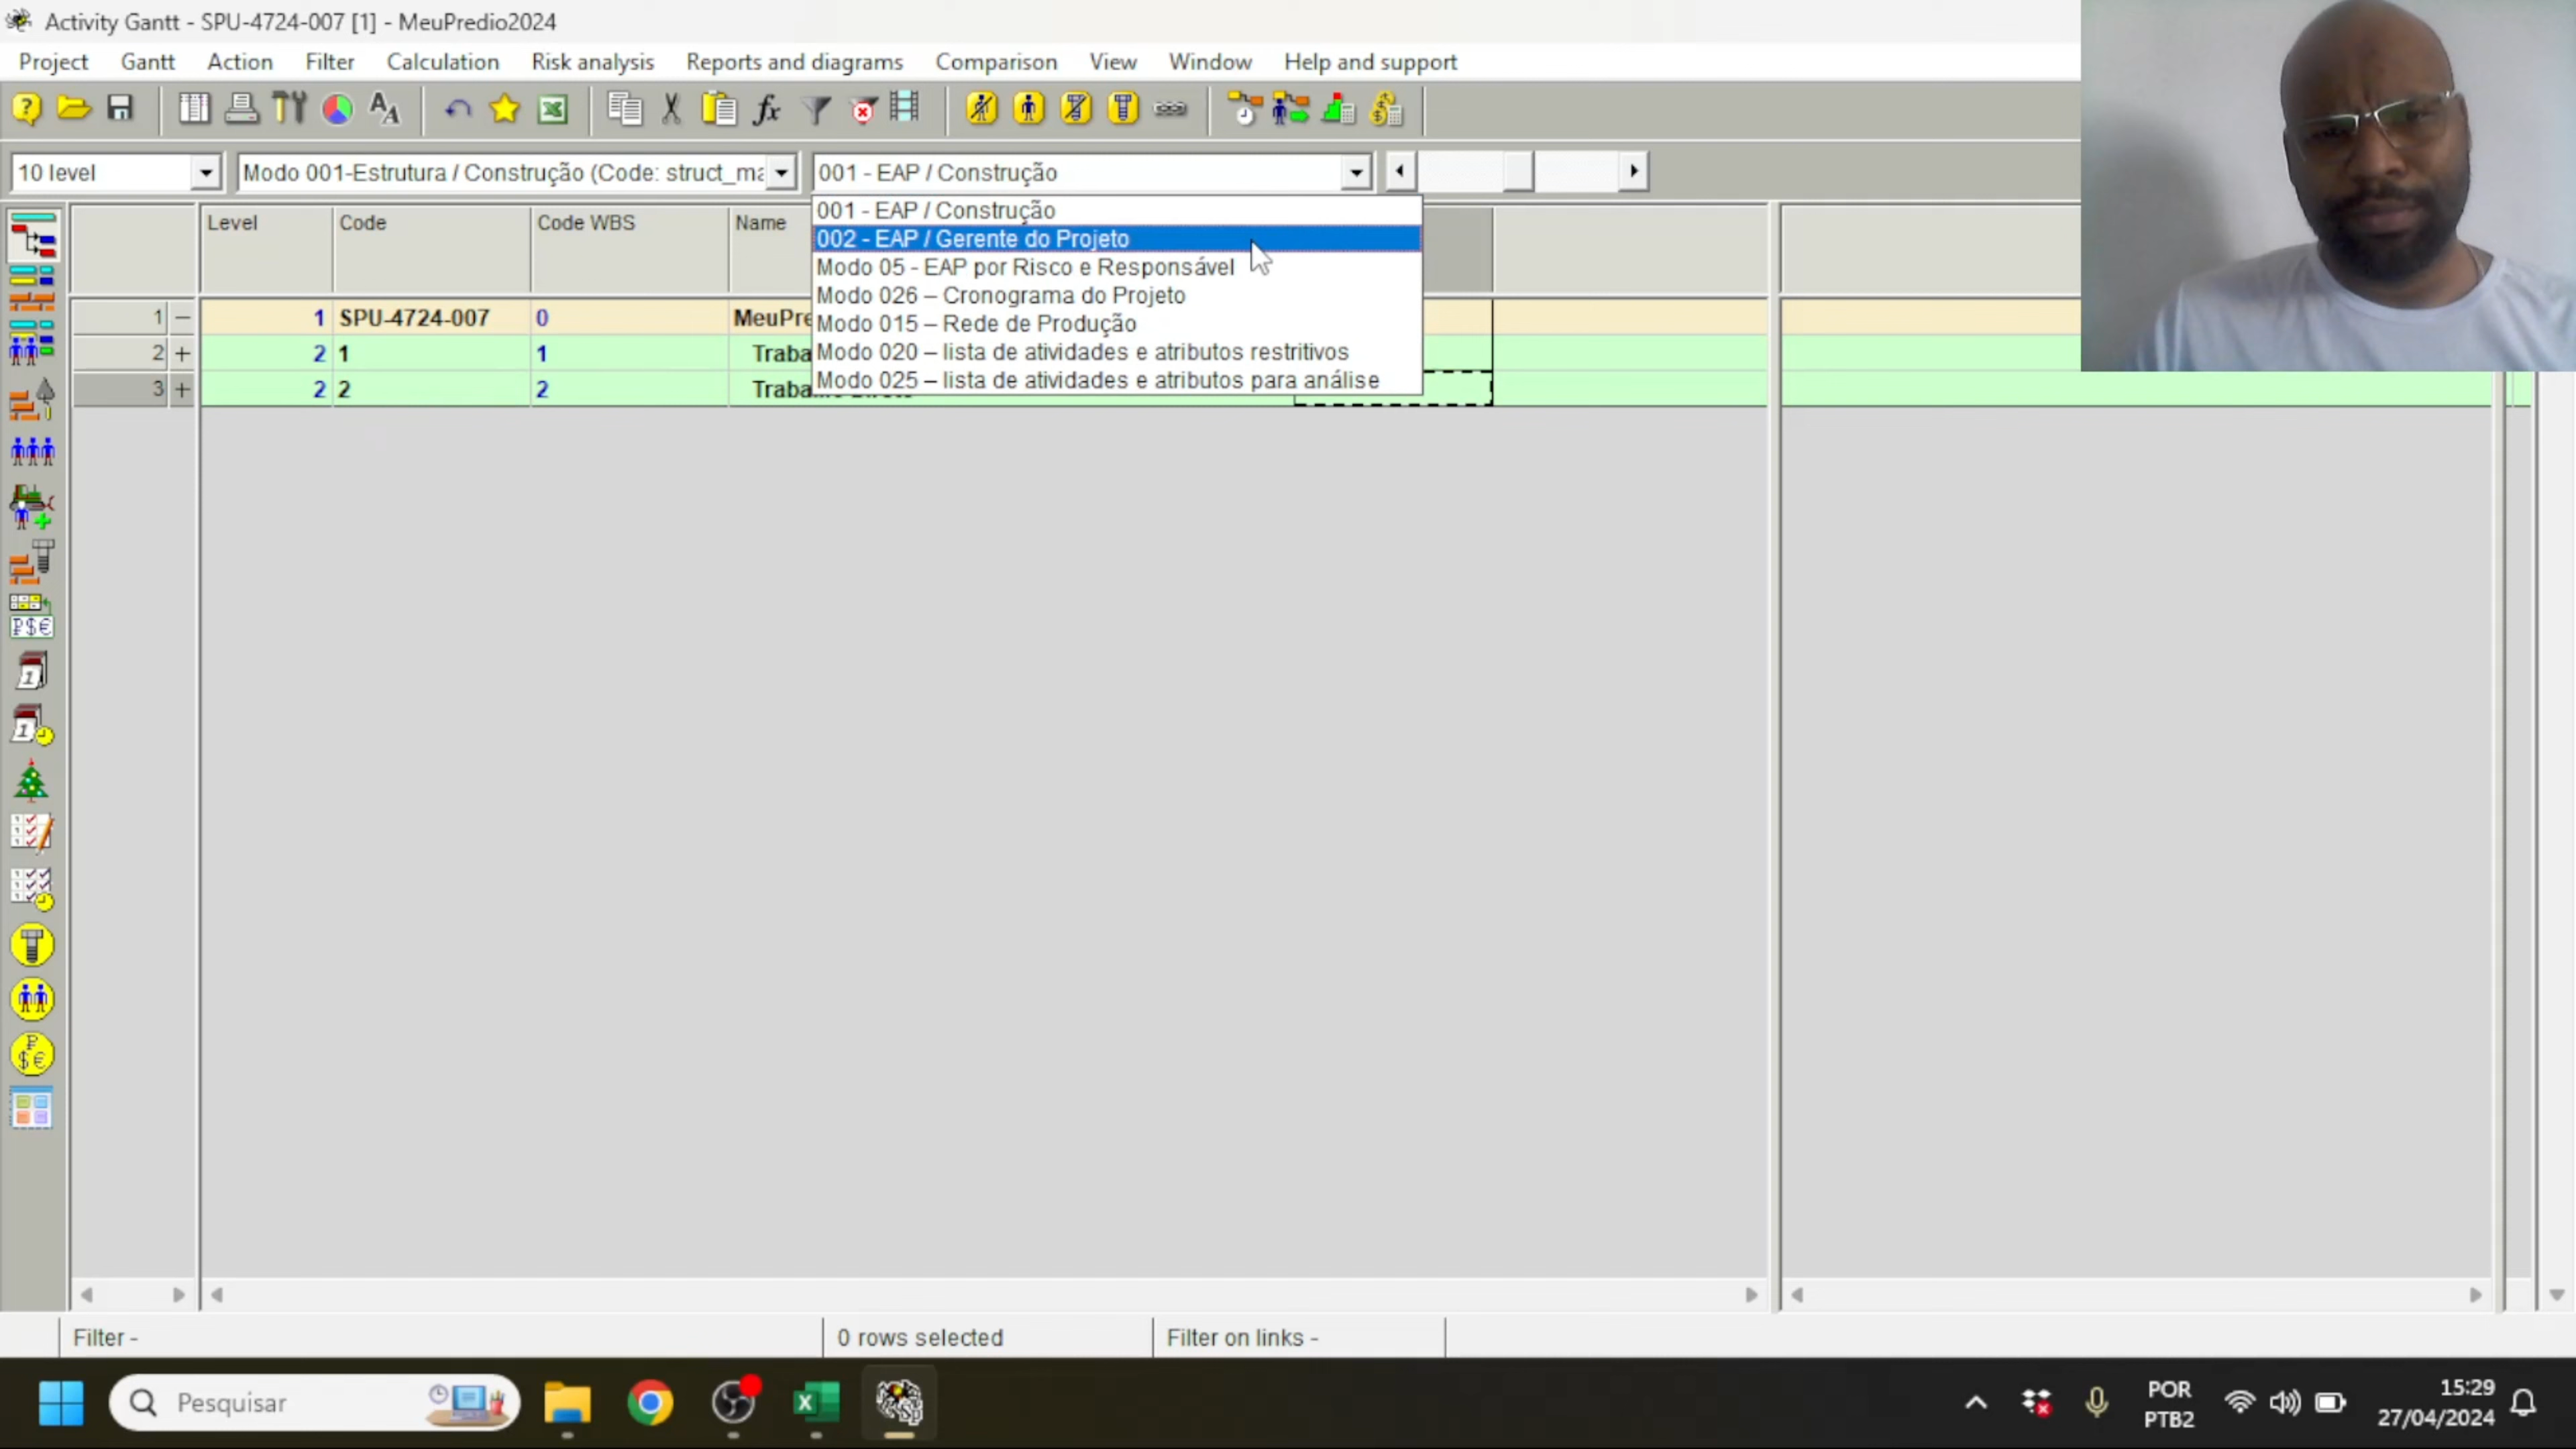 Activity Gantt - SPU-4724-007 [1] - MeuPredio2024
Project Gantt Action Filter Calculation Risk analysis Reports and diagrams Comparison View Window Help and support
10 level Modo 001-Estrutura / Construção (Code: struct_ma 001 - EAP / Construção
001 - EAP / Construção
002 - EAP / Gerente do Projeto
Modo 05 - EAP por Risco e Responsável
Modo 026 – Cronograma do Projeto
Modo 015 – Rede de Produção
Modo 020 – lista de atividades e atributos restritivos
Modo 025 – lista de atividades e atributos para análise
Level Code Code WBS Name
1 1 SPU-4724-007 0 MeuPre
2 2 1 1 Traba
3 2 2 2 Traba
Filter - 0 rows selected Filter on links -
Pesquisar
POR
PTB2
15:29
27/04/2024